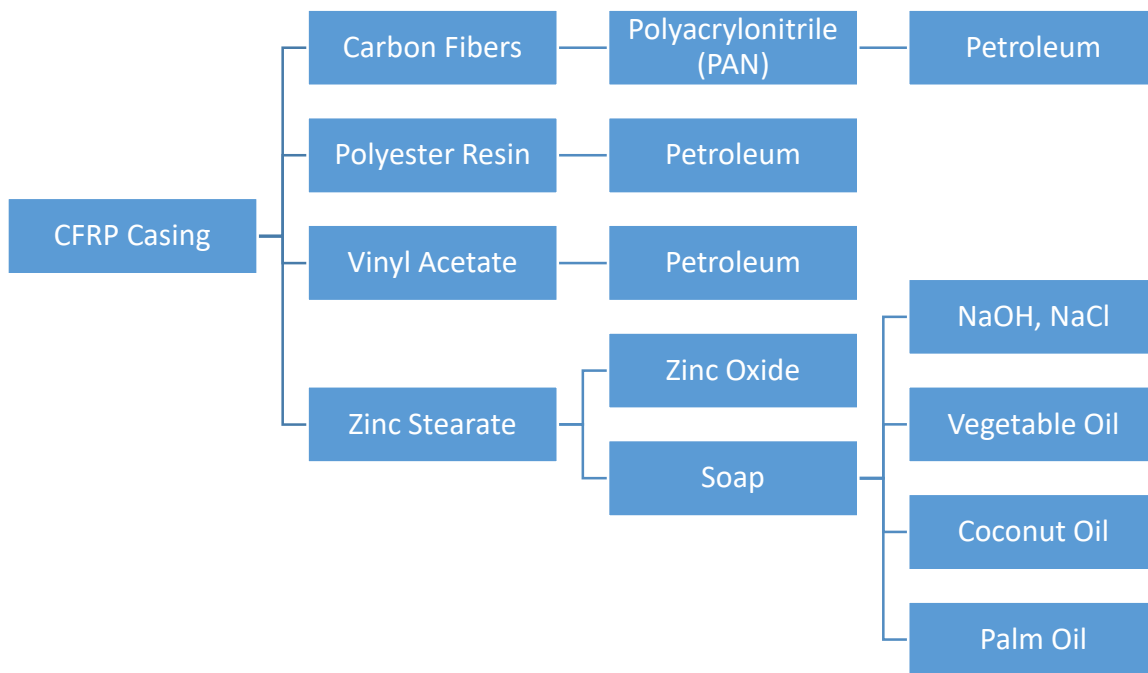 Carbon Fibers
Polyacrylonitrile
(PAN)
Petroleum
Polyester Resin
Petroleum
CFRP Casing
Vinyl Acetate
Petroleum
NaOH, NaCl
Zinc Oxide
Zinc Stearate
Vegetable Oil
Soap
Coconut Oil
Palm Oil